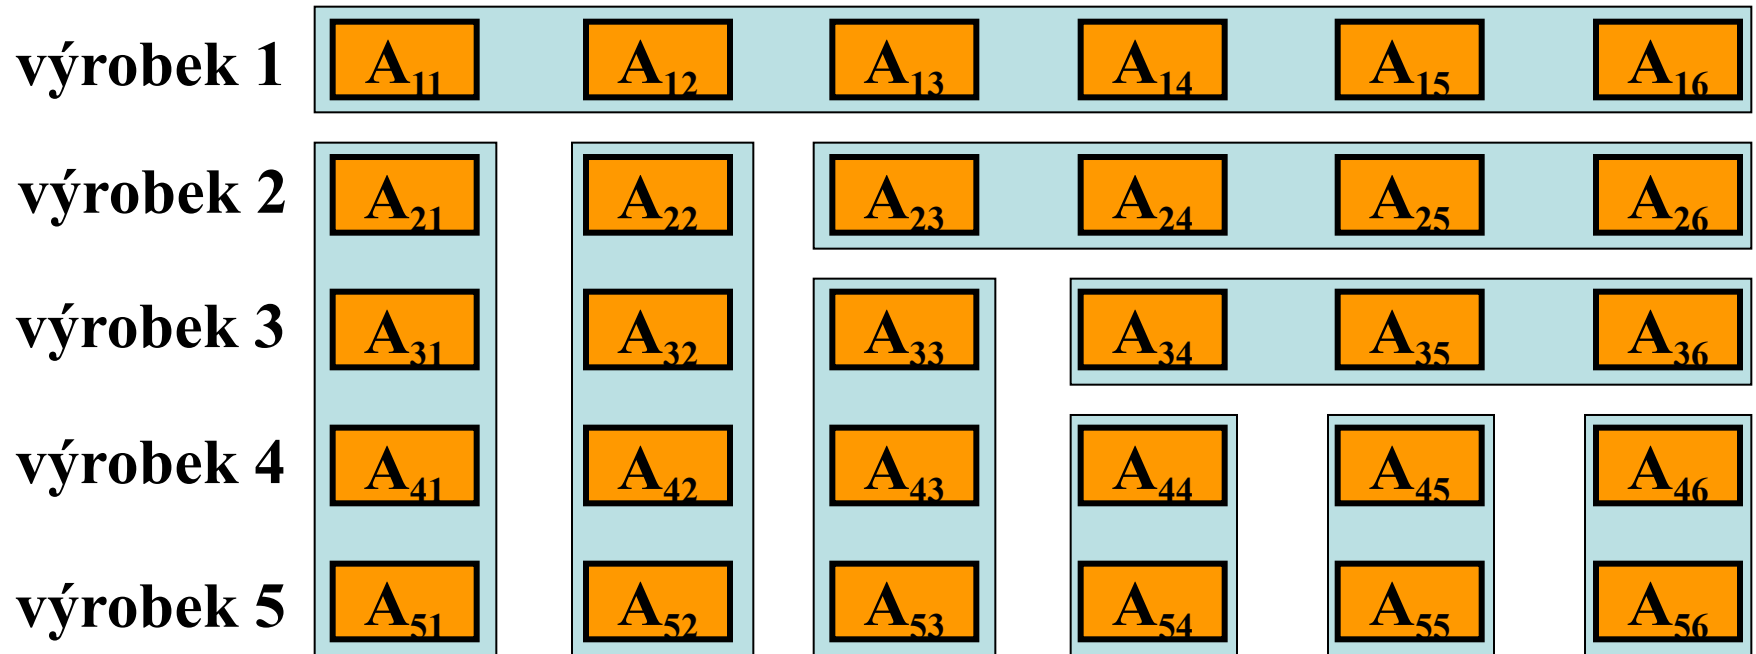 výrobek 1 A₁₁ A₁₂ A₁₃ A₁₄ A₁₅ A₁₆
výrobek 2 A₂₁ A₂₂ A₂₃ A₂₄ A₂₅ A₂₆
výrobek 3 A₃₁ A₃₂ A₃₃ A₃₄ A₃₅ A₃₆
výrobek 4 A₄₁ A₄₂ A₄₃ A₄₄ A₄₅ A₄₆
výrobek 5 A₅₁ A₅₂ A₅₃ A₅₄ A₅₅ A₅₆